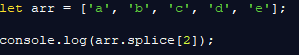 let arr = ['a', 'b', 'c', 'd', 'e'];
console.log(arr.splice[2]);